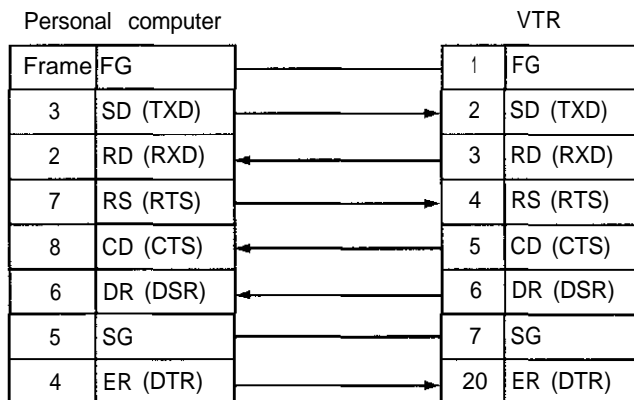 Personal computer VTR
Frame FG 1 FG
3 SD (TXD) 2 SD (TXD)
2 RD (RXD) 3 RD (RXD)
7 RS (RTS) 4 RS (RTS)
8 CD (CTS) 5 CD (CTS)
6 DR (DSR) 6 DR (DSR)
5 SG 7 SG
4 ER (DTR) 20 ER (DTR)